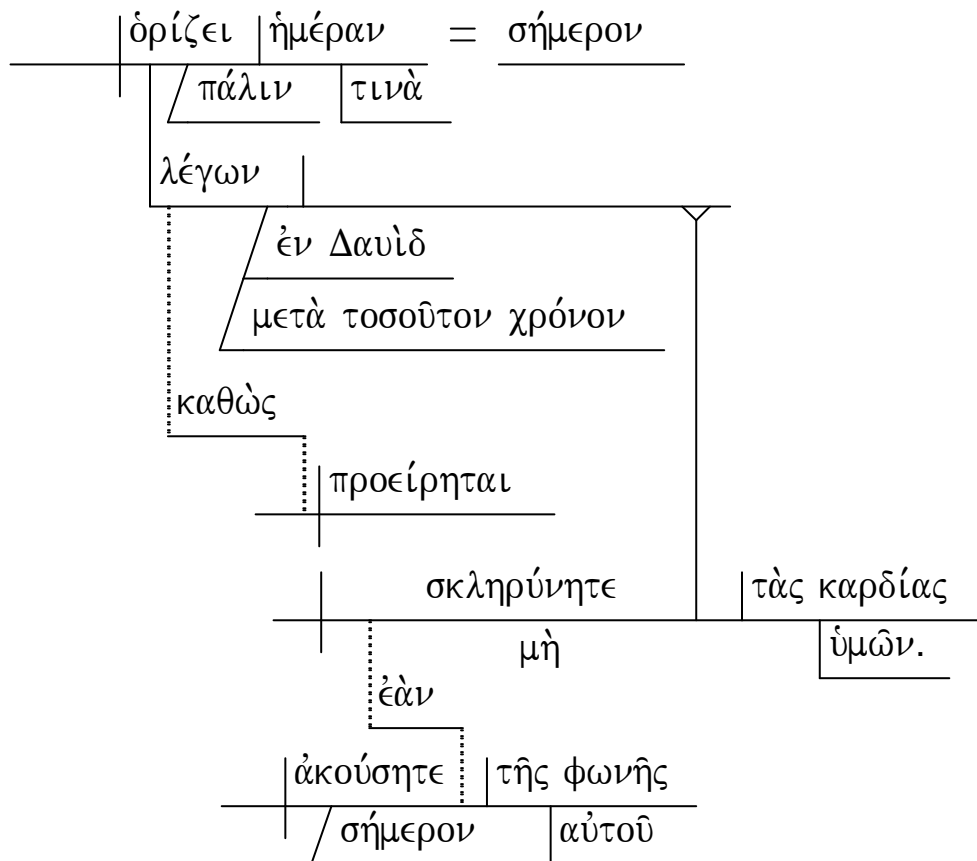 ὁρίζει ἡμέραν = σήμερον
πάλιν τινὰ
λέγων
ἐν Δαυὶδ
μετὰ τοσοῦτον χρόνον
καθὼς
προείρηται
σκληρύνητε τὰς καρδίας
μὴ ὑμῶν.
ἐὰν
ἀκούσητε τῆς φωνῆς
σήμερον αὐτοῦ